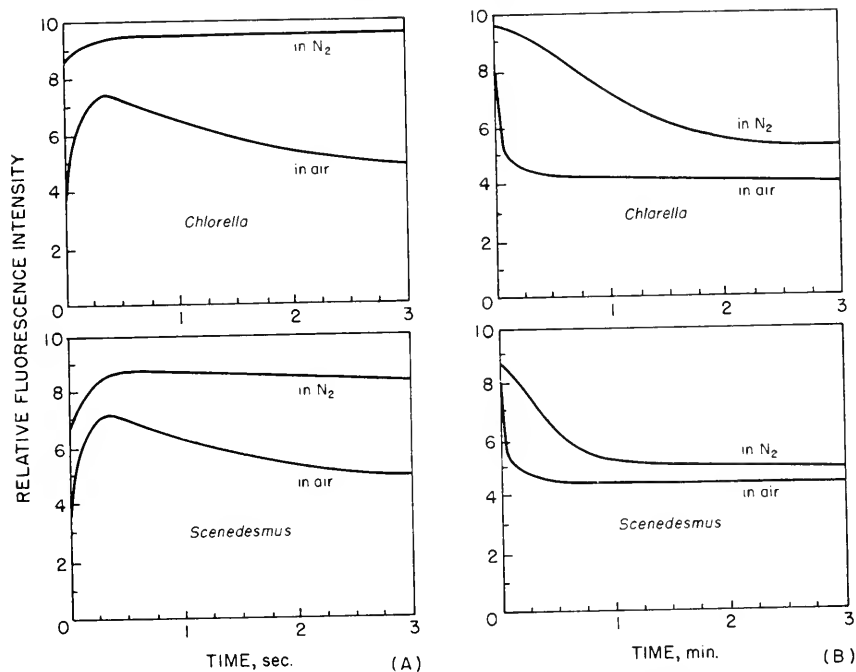 RELATIVE FLUORESCENCE INTENSITY
10
8
6
4
2
0
1
2
3
in N2
in air
Chlorella
10
8
6
4
2
0
1
2
3
in N2
in air
Chlarella
10
8
6
4
2
0
1
2
3
in N2
in air
Scenedesmus
TIME, sec.
(A)
10
8
6
4
2
0
1
2
3
in N2
in air
Scenedesmus
TIME, min.
(B)